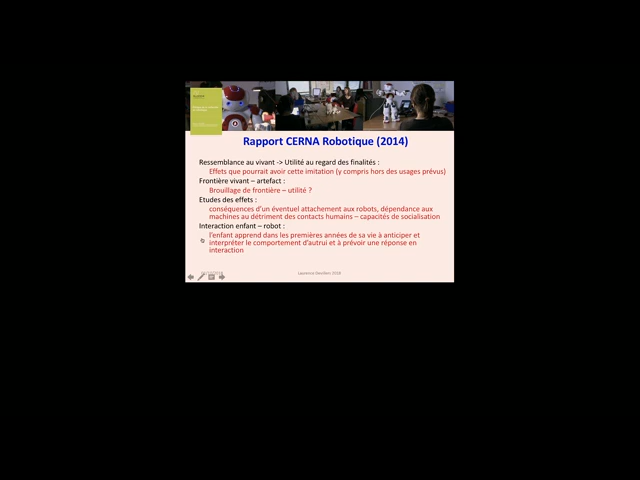 Rapport CERNA Robotique (2014)
Ressemblance au vivant -> Utilité au regard des finalités :
Effets que pourrait avoir cette imitation (y compris hors des usages prévus)
Frontière vivant – artefact :
Brouillage de frontière – utilité ?
Etudes des effets :
conséquences d'un éventuel attachement aux robots, dépendance aux
machines au détriment des contacts humains – capacités de socialisation
Interaction enfant – robot :
l'enfant apprend dans les premières années de sa vie à anticiper et
interpréter le comportement d'autrui et à prévoir une réponse en
interaction